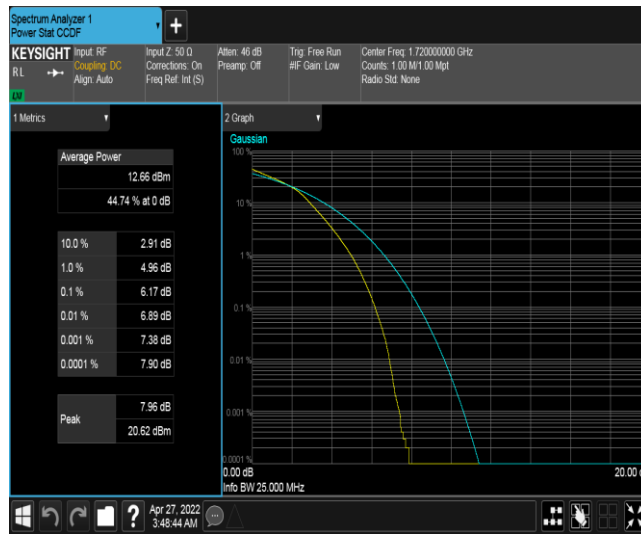 Spectrum Analyzer 1
Power Stat CCDF
+
KEYSIGHT
RL
Input: RF
Coupling: DC
Align: Auto
Input Z: 50 Ω
Corrections: On
Freq Ref: Int (S)
Atten: 46 dB
Preamp: Off
Trig: Free Run
#IF Gain: Low
Center Freq: 1.720000000 GHz
Counts: 1.00 M/1.00 Mpt
Radio Std: None
1 Metrics
Average Power
12.66 dBm
44.74 % at 0 dB
10.0 % 2.91 dB
1.0 % 4.96 dB
0.1 % 6.17 dB
0.01 % 6.89 dB
0.001 % 7.38 dB
0.0001 % 7.90 dB
Peak
7.96 dB
20.62 dBm
2 Graph
Gaussian
100 %
10 %
1 %
0.1 %
0.01 %
0.001 %
0.0001 %
0.00 dB
20.00
Info BW 25.000 MHz
?
Apr 27, 2022
3:48:44 AM